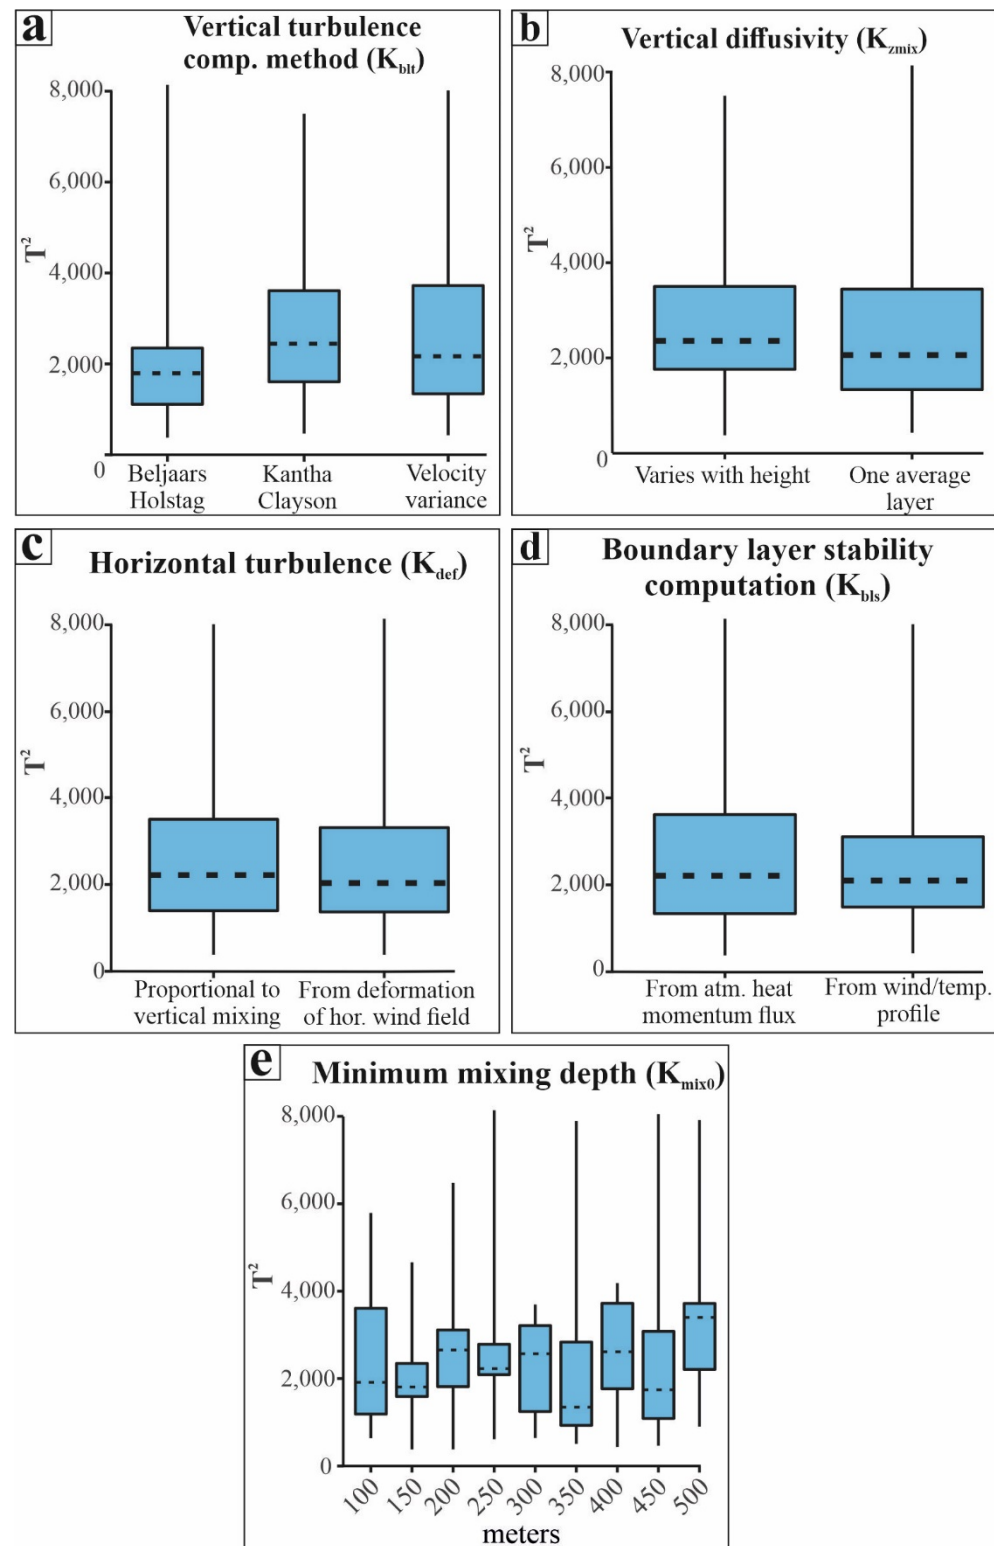 a
Vertical turbulence
comp. method (K_blt)
8,000
6,000
4,000
2,000
0
T²
Beljaars
Holstag
Kantha
Clayson
Velocity
variance
b
Vertical diffusivity (K_zmix)
8,000
6,000
4,000
2,000
0
T²
Varies with height
One average
layer
c
Horizontal turbulence (K_def)
8,000
6,000
4,000
2,000
0
T²
Proportional to
vertical mixing
From deformation
of hor. wind field
d
Boundary layer stability
computation (K_bls)
8,000
6,000
4,000
2,000
0
T²
From atm. heat
momentum flux
From wind/temp.
profile
e
Minimum mixing depth (K_mix0)
8,000
6,000
4,000
2,000
0
T²
100
150
200
250
300
350
400
450
500
meters